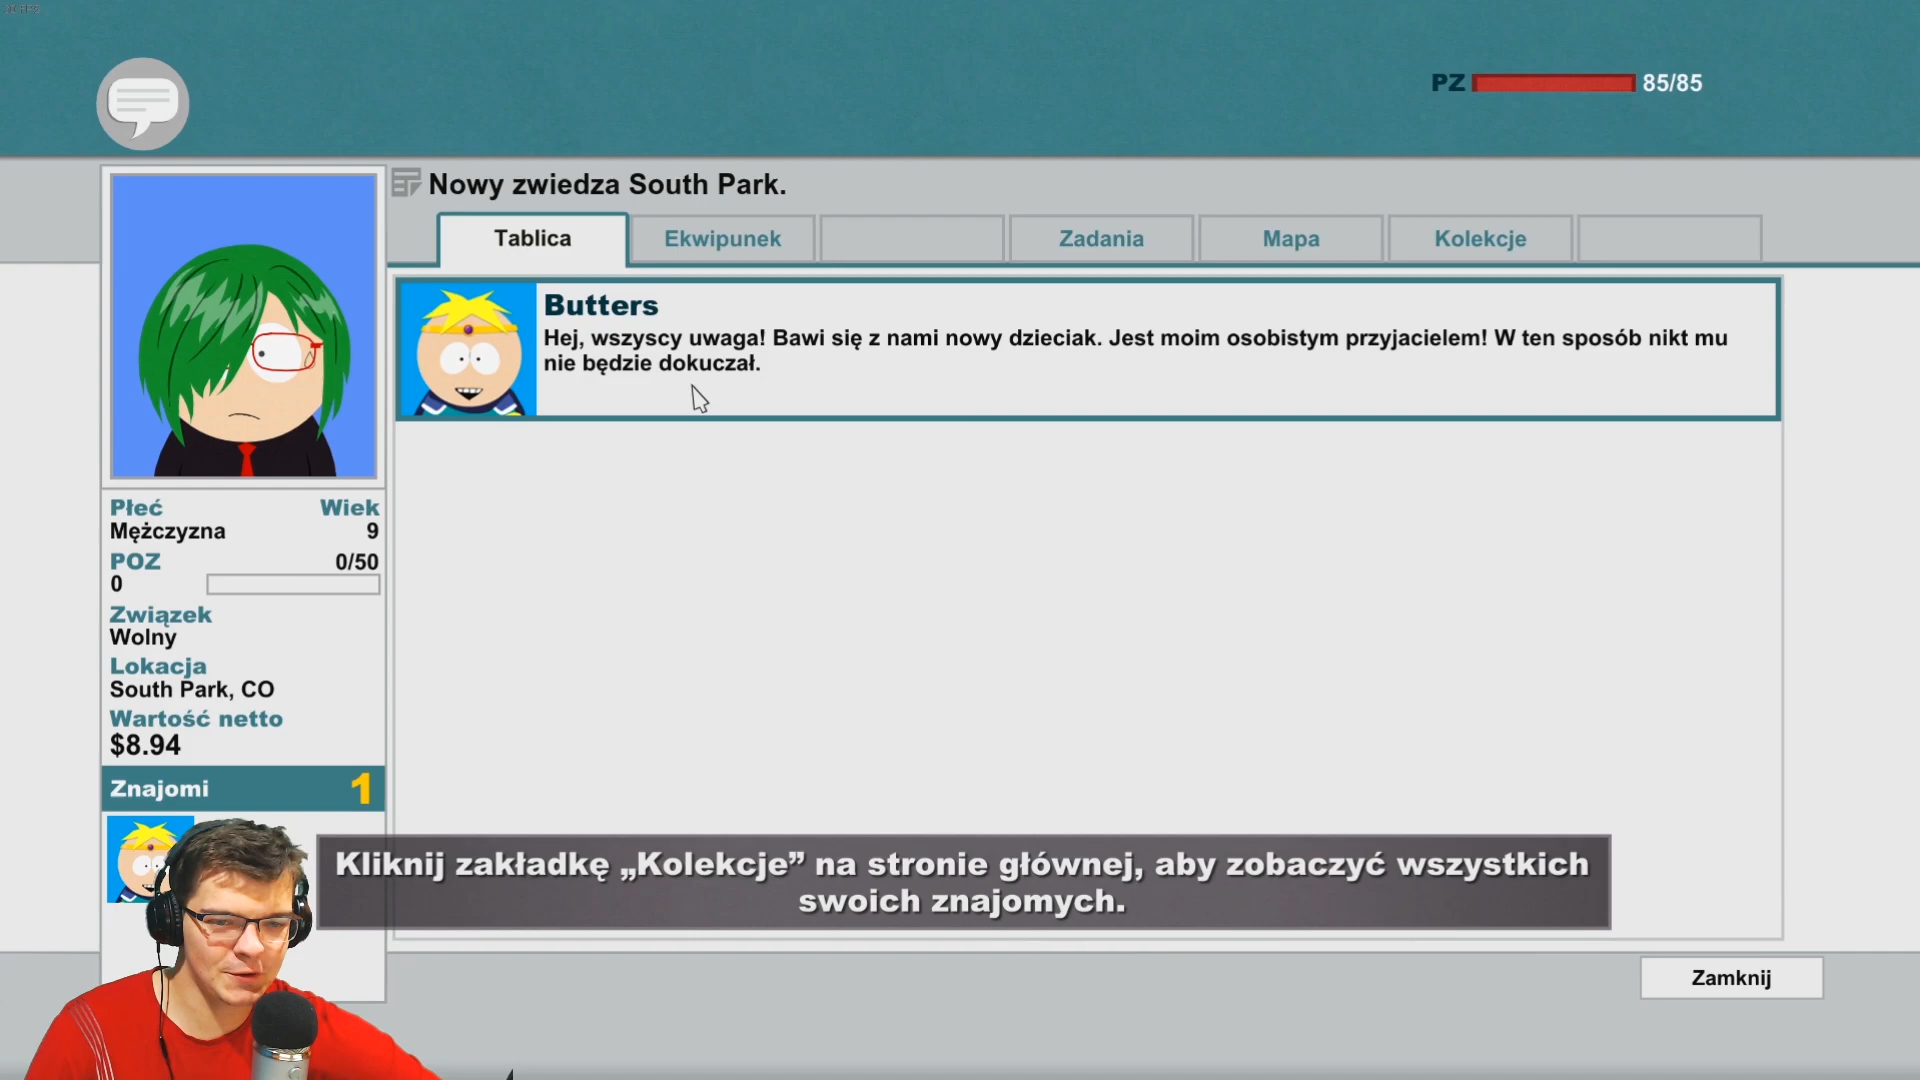 PZ 85/85
Nowy zwiedza South Park.
Tablica
Ekwipunek
Zadania
Mapa
Kolekcje
Butters
Hej, wszyscy uwaga! Bawi się z nami nowy dzieciak. Jest moim osobistym przyjacielem! W ten sposób nikt mu
nie będzie dokuczał.
Płeć Wiek
Mężczyzna 9
POZ 0/50
0
Związek
Wolny
Lokacja
South Park, CO
Wartość netto
$8.94
Znajomi 1
Kliknij zakładkę „Kolekcje” na stronie głównej, aby zobaczyć wszystkich
swoich znajomych.
Zamknij